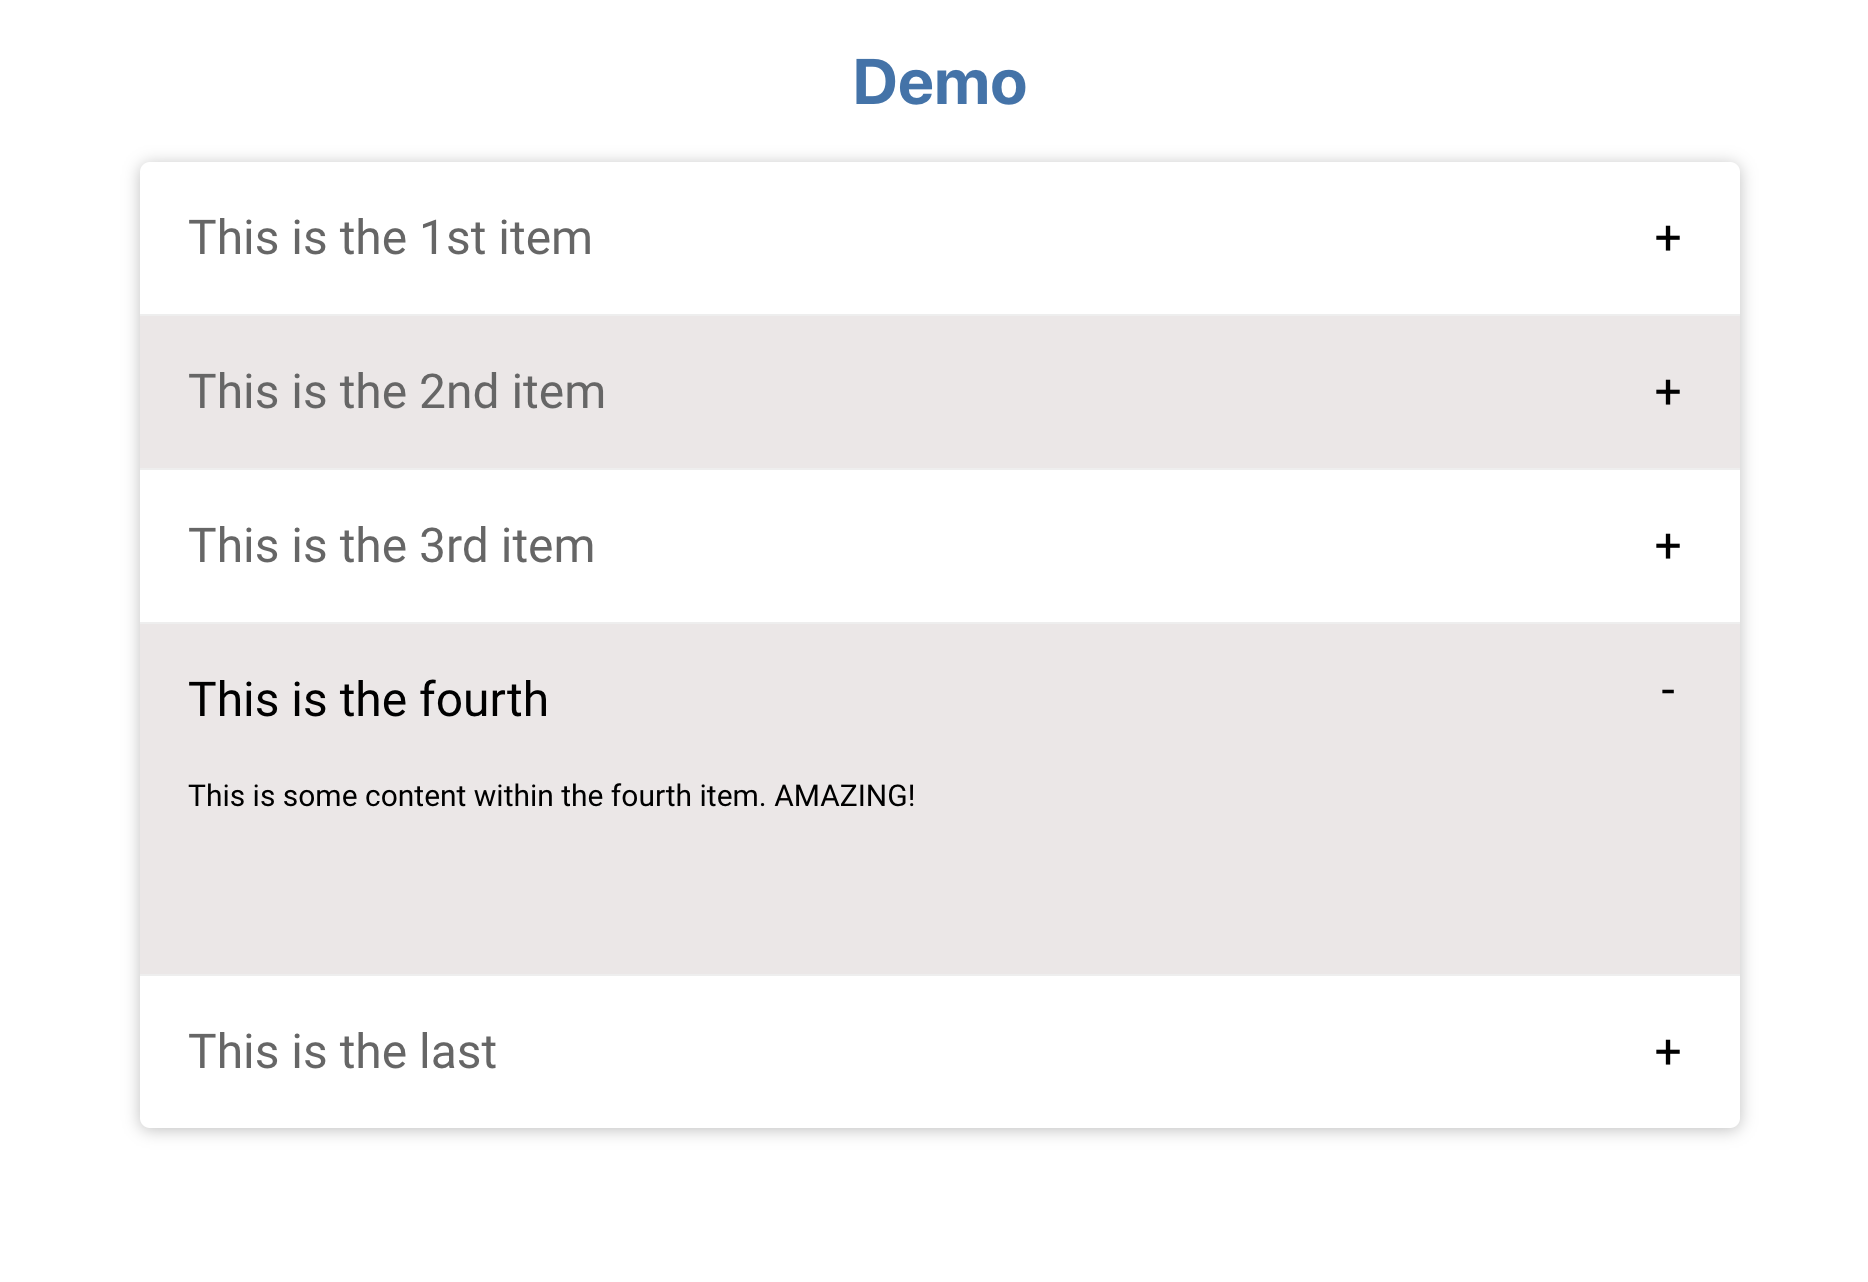 Demo
This is the 1st item +
This is the 2nd item +
This is the 3rd item +
This is the fourth -
This is some content within the fourth item. AMAZING!
This is the last +